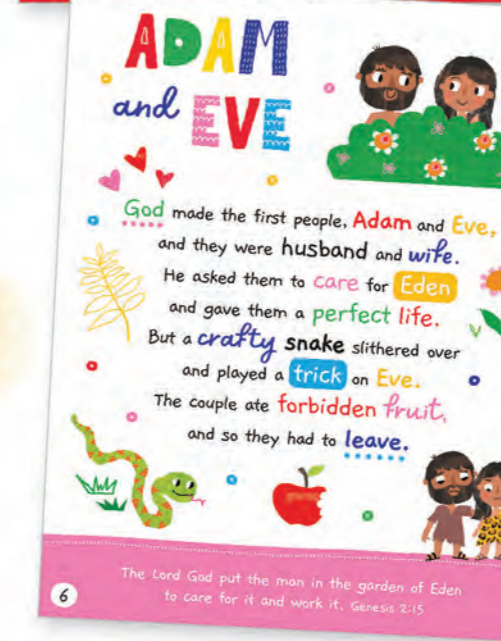 ADAM
and EVE
God made the first people, Adam and Eve,
and they were husband and wife.
He asked them to care for Eden
and gave them a perfect life.
But a crafty snake slithered over
and played a trick on Eve.
The couple ate forbidden fruit,
and so they had to leave.
The Lord God put the man in the garden of Eden
to care for it and work it. Genesis 2:15
6